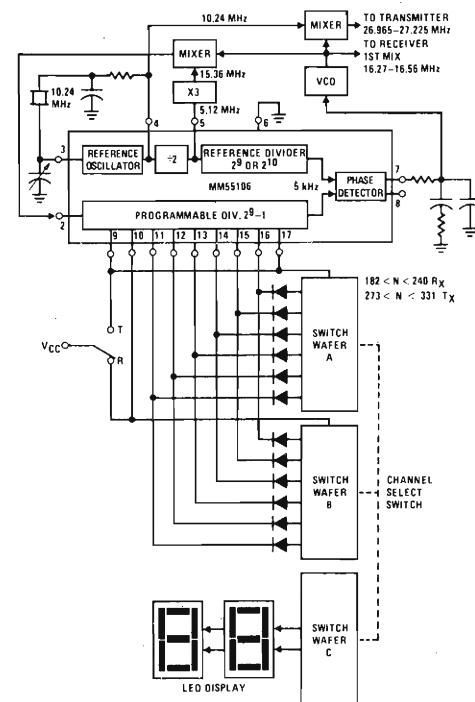 10.24 MHz
MIXER
TO TRANSMITTER
26.965–27.225 MHz
TO RECEIVER
1ST MIX
16.27–16.56 MHz
MIXER
15.36 MHz
VCO
10.24
MHz
X3
5.12 MHz
4
5
6
3
REFERENCE
OSCILLATOR
÷2
REFERENCE DIVIDER
2⁹ OR 2¹⁰
MM55106
5 kHz
PHASE
DETECTOR
7
8
2
PROGRAMMABLE DIV. 2⁹-1
9 10 11 12 13 14 15 16 17
182 < N < 240 RX
273 < N < 331 TX
SWITCH
WAFER
A
T
VCC
R
SWITCH
WAFER
B
CHANNEL
SELECT
SWITCH
SWITCH
WAFER
C
88
LED DISPLAY